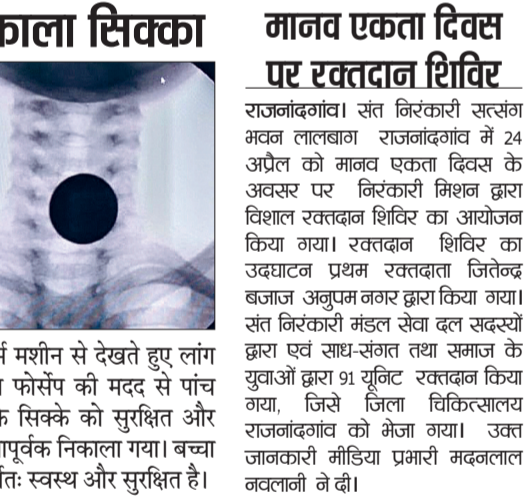 काला सिक्का
मशीन से देखते हुए लांग
फोर्सेप की मदद से पांच
सिक्के को सुरक्षित और
निकाला गया। बच्चा
स्वस्थ और सुरक्षित है।
मानव एकता दिवस
पर रक्तदान शिविर
राजनांदगांव। संत निरंकारी सत्संग
भवन लालबाग राजनांदगांव में 24
अप्रैल को मानव एकता दिवस के
अवसर पर निरंकारी मिशन द्वारा
विशाल रक्तदान शिविर का आयोजन
किया गया। रक्तदान शिविर का
उदघाटन प्रथम रक्तदाता जितेन्द्र
बजाज अनुपम नगर द्वारा किया गया।
संत निरंकारी मंडल सेवा दल सदस्यों
द्वारा एवं साध-संगत तथा समाज के
युवाओं द्वारा 91 यूनिट रक्तदान किया
गया, जिसे जिला चिकित्सालय
राजनांदगांव को भेजा गया। उक्त
जानकारी मीडिया प्रभारी मदनलाल
नवलानी ने दी।